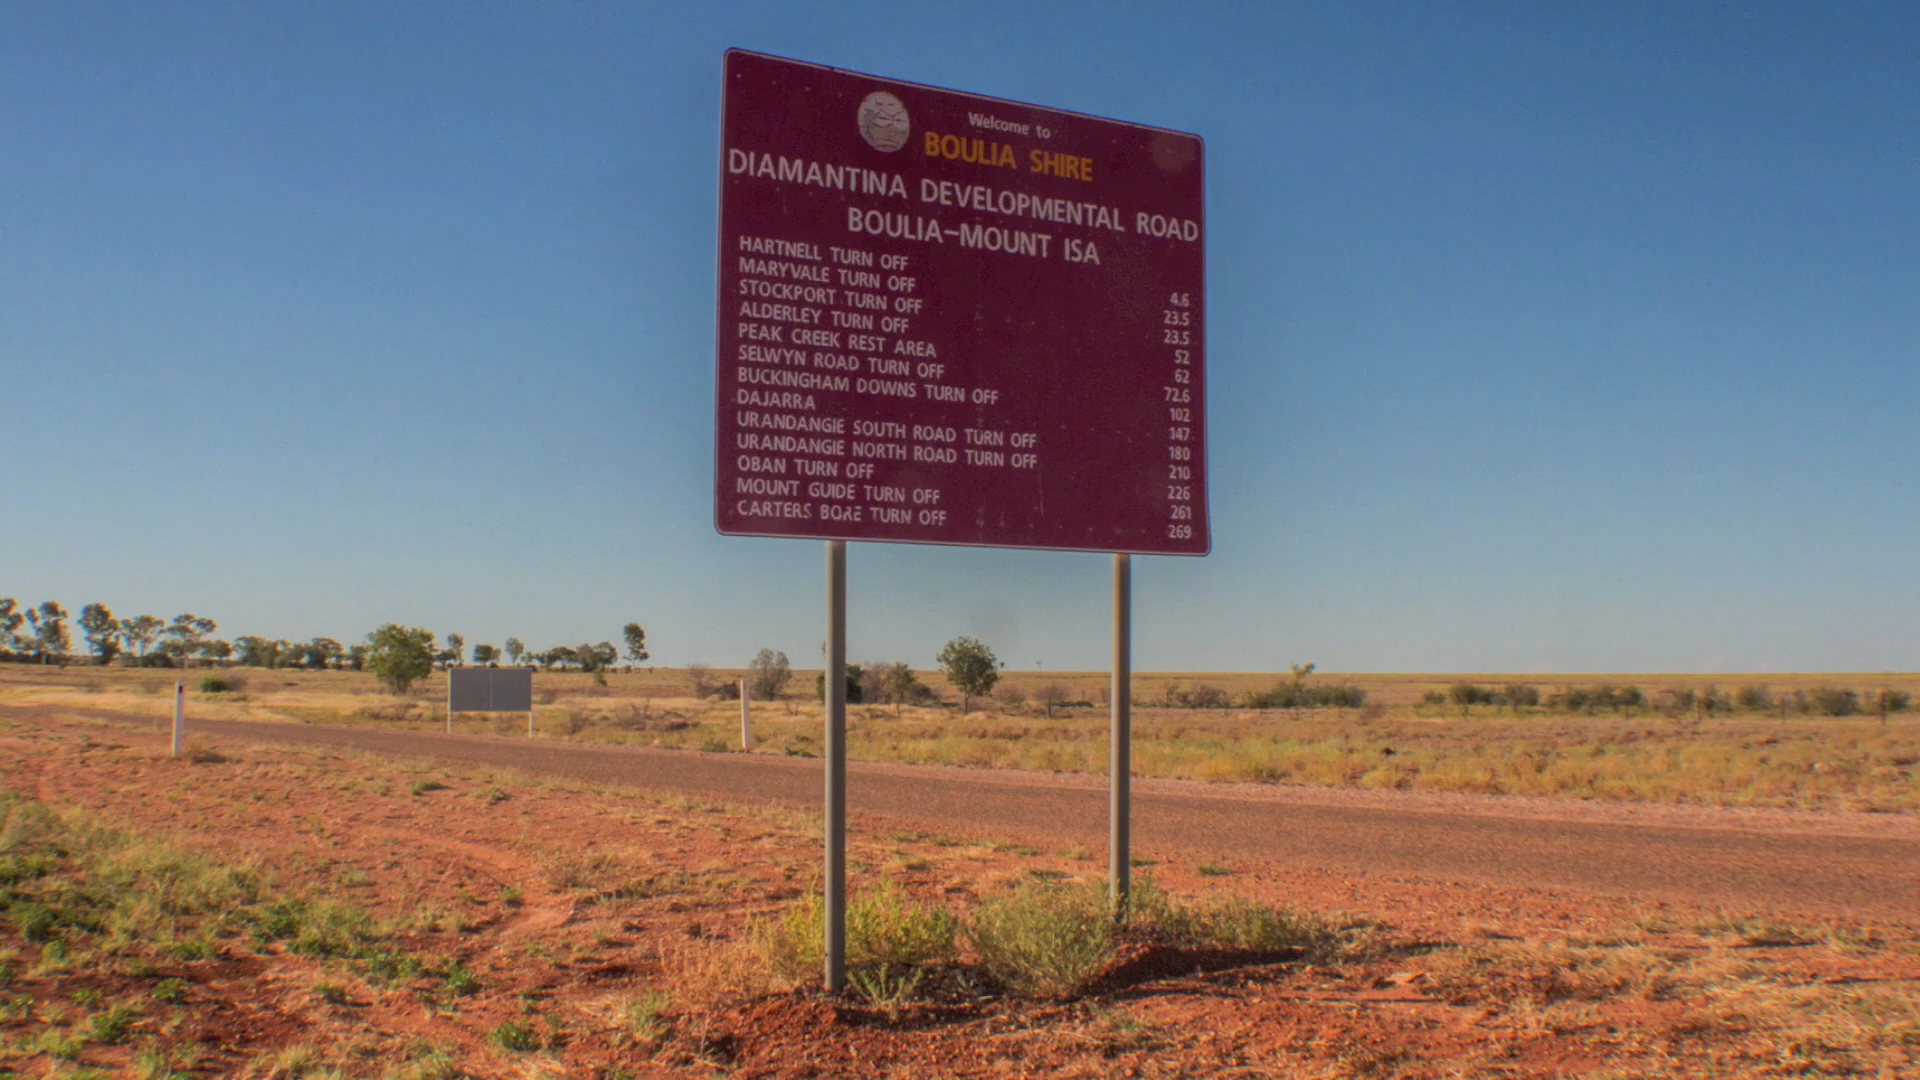 Welcome to
BOULIA SHIRE
DIAMANTINA DEVELOPMENTAL ROAD
BOULIA-MOUNT ISA
HARTNELL TURN OFF 4.6
MARYVALE TURN OFF 23.5
STOCKPORT TURN OFF 23.5
ALDERLEY TURN OFF 52
PEAK CREEK REST AREA 62
SELWYN ROAD TURN OFF 72.6
BUCKINGHAM DOWNS TURN OFF 102
DAJARRA 147
URANDANGIE SOUTH ROAD TURN OFF 180
URANDANGIE NORTH ROAD TURN OFF 210
OBAN TURN OFF 226
MOUNT GUIDE TURN OFF 261
CARTERS BORE TURN OFF 269